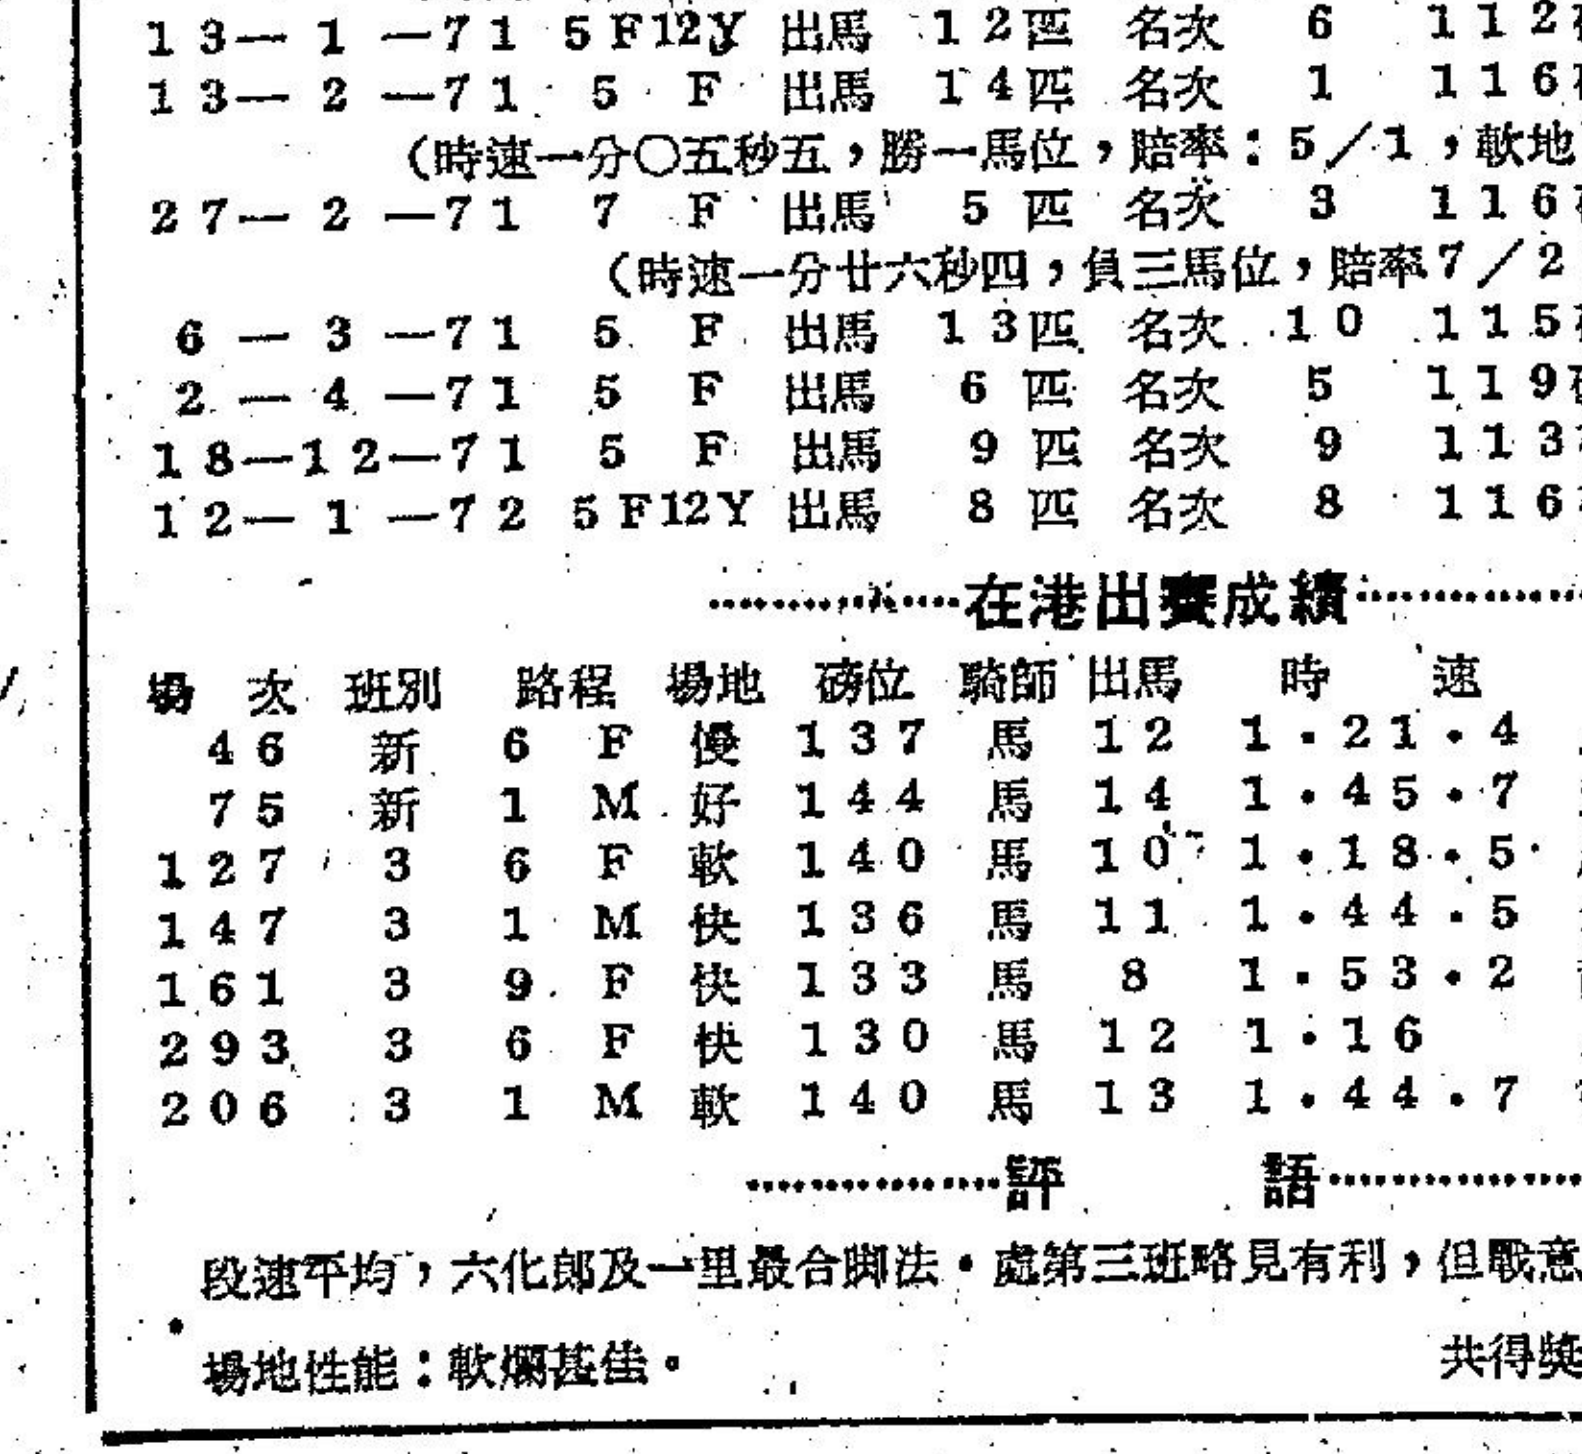 13—1—71 5F12Y 出馬 12匹 名次 6 112
13—2—71 5 F 出馬 14匹 名次 1 116
(時速一分〇五秒五,勝一馬位,賠率:5/1,軟地
27—2—71 7 F 出馬 5匹 名次 3 116
(時速一分廿六秒四,負三馬位,賠率7/2
6—3—71 5 F 出馬 13匹 名次 10 115
2—4—71 5 F 出馬 6匹 名次 5 119
18—12—71 5 F 出馬 9匹 名次 9 113
12—1—72 5F12Y 出馬 8匹 名次 8 116
…………在港出賽成績…………
場次 班別 路程 場地 磅位 騎師 出馬 時速
46 新 6 F 優 137 馬 12 1.21.4
75 新 1 M 好 144 馬 14 1.45.7
127 3 6 F 軟 140 馬 10 1.18.5
147 3 1 M 快 136 馬 11 1.44.5
161 3 9 F 快 133 馬 8 1.53.2
293 3 6 F 快 130 馬 12 1.16
206 3 1 M 軟 140 馬 13 1.44.7
…………評 語…………
段速平均,六化郎及一里最合脚法・處第三班略見有利,但戰意
場地性能:軟爛甚佳。 共得獎